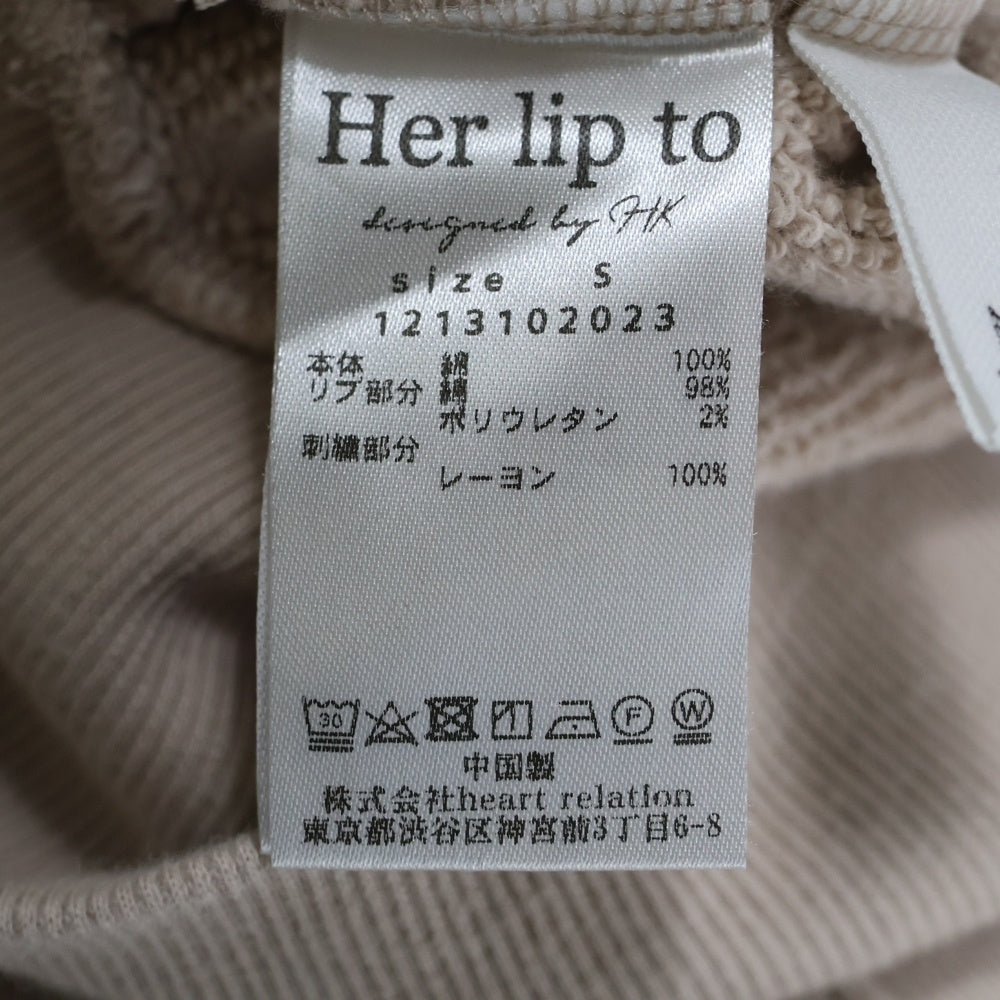 Her lip to
designed by HK
size S
1213102023
本体 綿 100%
リブ部分 綿 98%
ポリウレタン 2%
刺繍部分
レーヨン 100%
30 F W
中国製
株式会社heart relation
東京都渋谷区神宮前3丁目6-8